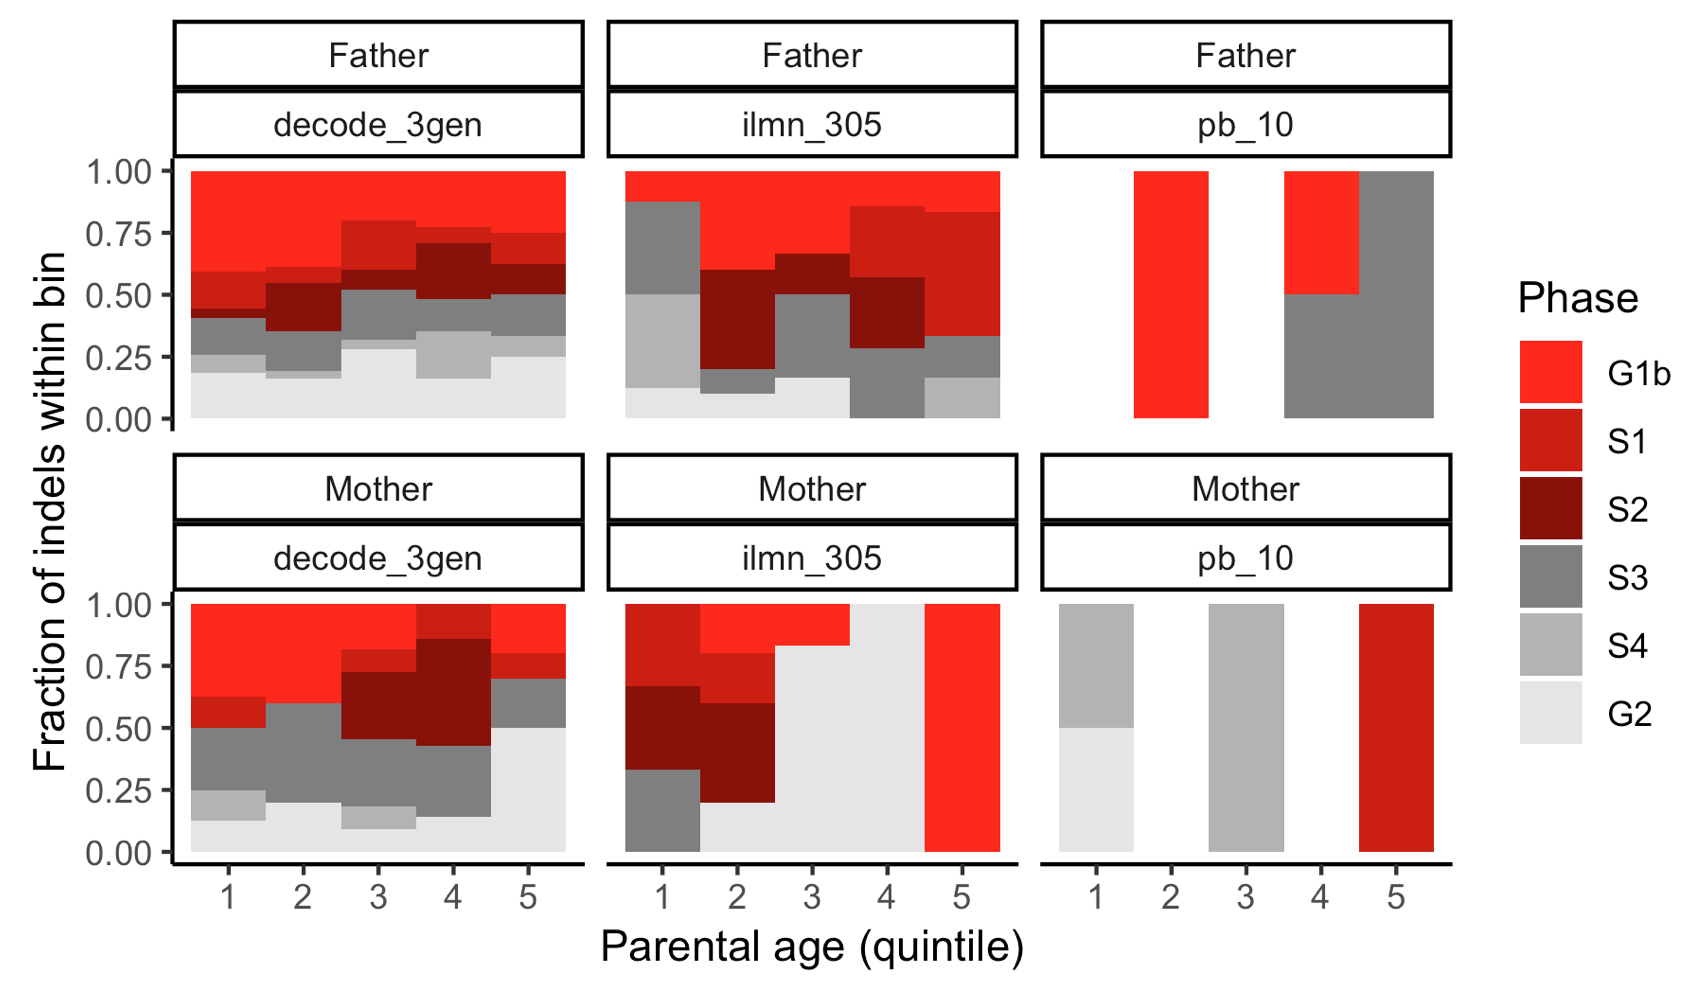 Father
Father
Father
decode_3gen
ilmn_305
pb_10
1.00
0.75
0.50
0.25
0.00
Mother
Mother
Mother
decode_3gen
ilmn_305
pb_10
1.00
0.75
0.50
0.25
0.00
1 2 3 4 5
1 2 3 4 5
1 2 3 4 5
Parental age (quintile)
Fraction of indels within bin
Phase
G1b
S1
S2
S3
S4
G2